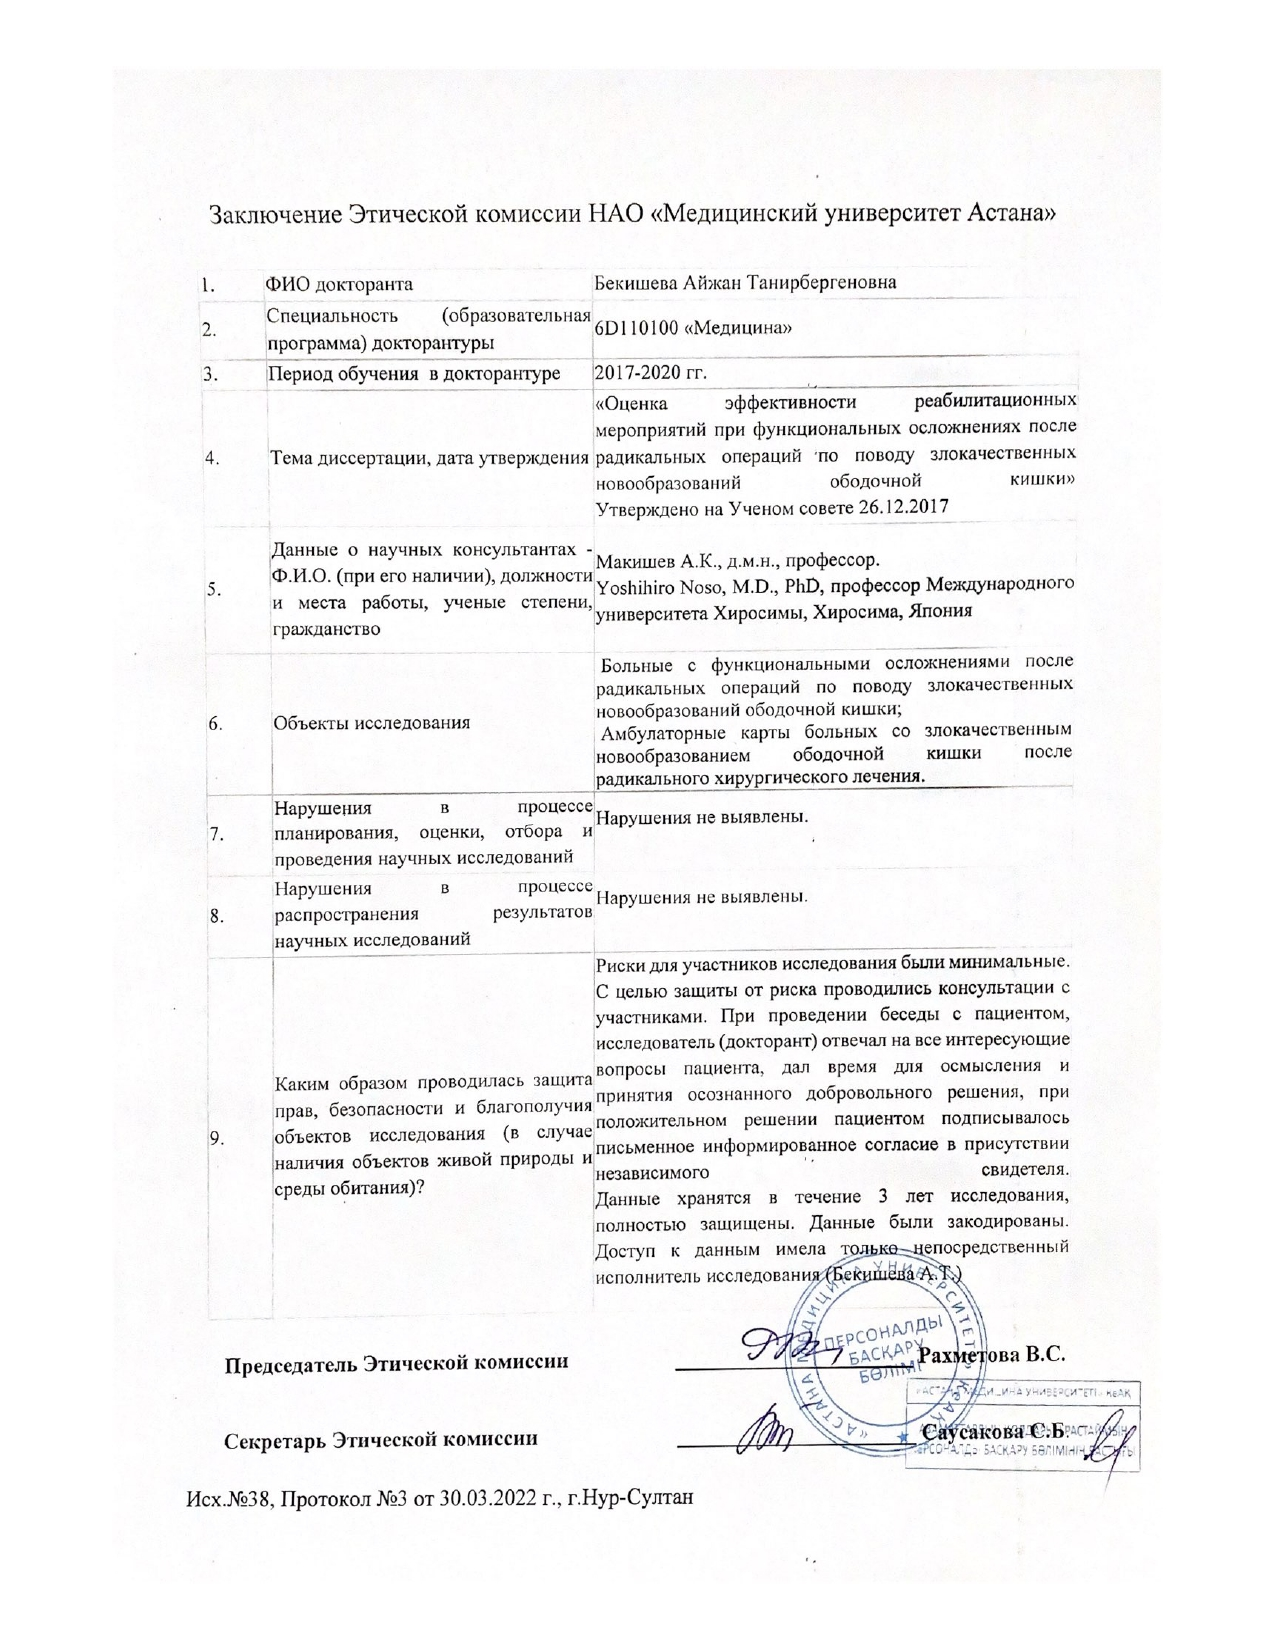 Заключение Этической комиссии НАО «Медицинский университет Астана»
1.
ФИО докторанта
Бекишева Айжан Танирбергеновна
2.
Специальность (образовательная
программа) докторантуры
6D110100 «Медицина»
3.
Период обучения в докторантуре
2017-2020 гг.
4.
Тема диссертации, дата утверждения
«Оценка эффективности реабилитационных
мероприятий при функциональных осложнениях после
радикальных операций по поводу злокачественных
новообразований ободочной кишки»
Утверждено на Ученом совете 26.12.2017
5.
Данные о научных консультантах -
Ф.И.О. (при его наличии), должности
и места работы, ученые степени,
гражданство
Макишев А.К., д.м.н., профессор.
Yoshihiro Noso, M.D., PhD, профессор Международного
университета Хиросимы, Хиросима, Япония
6.
Объекты исследования
Больные с функциональными осложнениями после
радикальных операций по поводу злокачественных
новообразований ободочной кишки;
Амбулаторные карты больных со злокачественным
новообразованием ободочной кишки после
радикального хирургического лечения.
7.
Нарушения в процессе
планирования, оценки, отбора и
проведения научных исследований
Нарушения не выявлены.
8.
Нарушения в процессе
распространения результатов
научных исследований
Нарушения не выявлены.
9.
Каким образом проводилась защита
прав, безопасности и благополучия
объектов исследования (в случае
наличия объектов живой природы и
среды обитания)?
Риски для участников исследования были минимальные.
С целью защиты от риска проводились консультации с
участниками. При проведении беседы с пациентом,
исследователь (докторант) отвечал на все интересующие
вопросы пациента, дал время для осмысления и
принятия осознанного добровольного решения, при
положительном решении пациентом подписывалось
письменное информированное согласие в присутствии
независимого свидетеля.
Данные хранятся в течение 3 лет исследования,
полностью защищены. Данные были закодированы.
Доступ к данным имела только непосредственный
исполнитель исследования (Бекишева А.Т.)
Председатель Этической комиссии
Рахметова В.С.
«АСТАНА МЕДИЦИНА УНИВЕРСИТЕТІ» КеАҚ
ПЕРСОНАЛДЫ
БАСҚАРУ
БӨЛІМІ
Секретарь Этической комиссии
Саусакова С.Б.
МЕДИЦИНА УНИВЕРСИТЕТІ» КеАҚ
БАСҚАРУ БӨЛІМІНІҢ БАСТЫҒЫ
Исх.№38, Протокол №3 от 30.03.2022 г., г.Нур-Султан